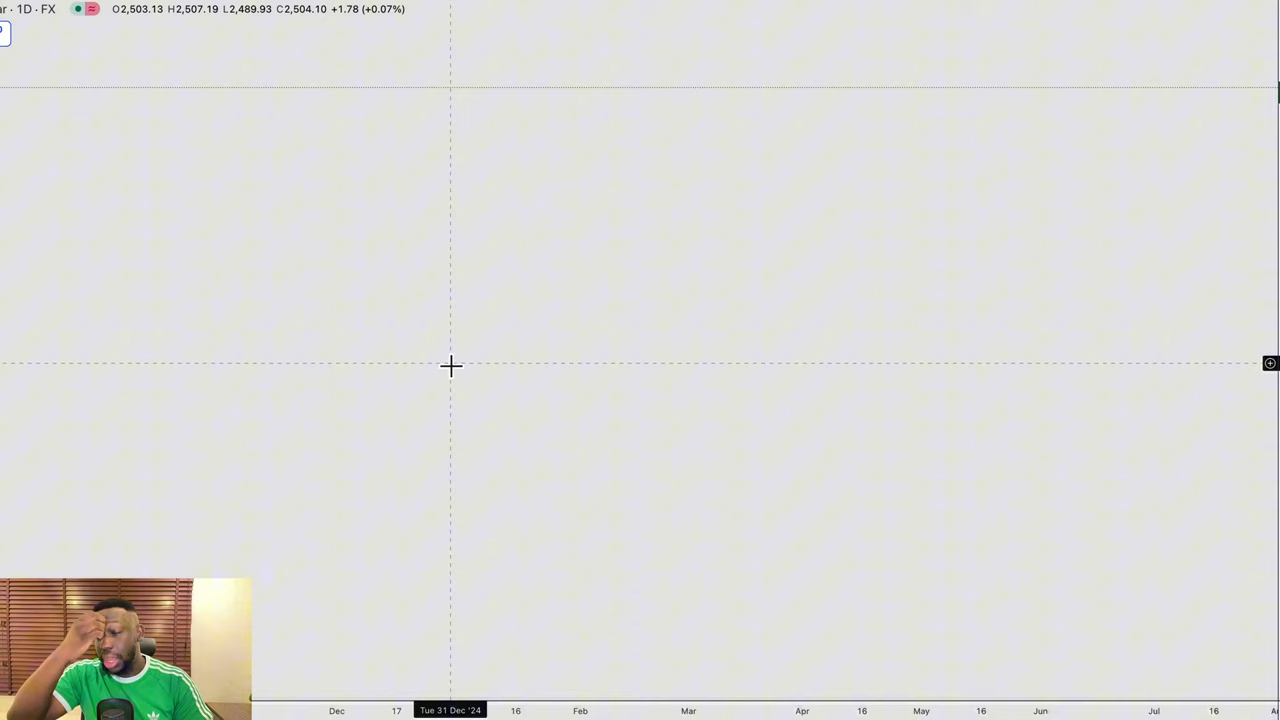 ar · 1D · FX O2,503.13 H2,507.19 L2,489.93 C2,504.10 +1.78 (+0.07%)
Dec 17 Tue 31 Dec '24 16 Feb Mar Apr 16 May 16 Jun Jul 16